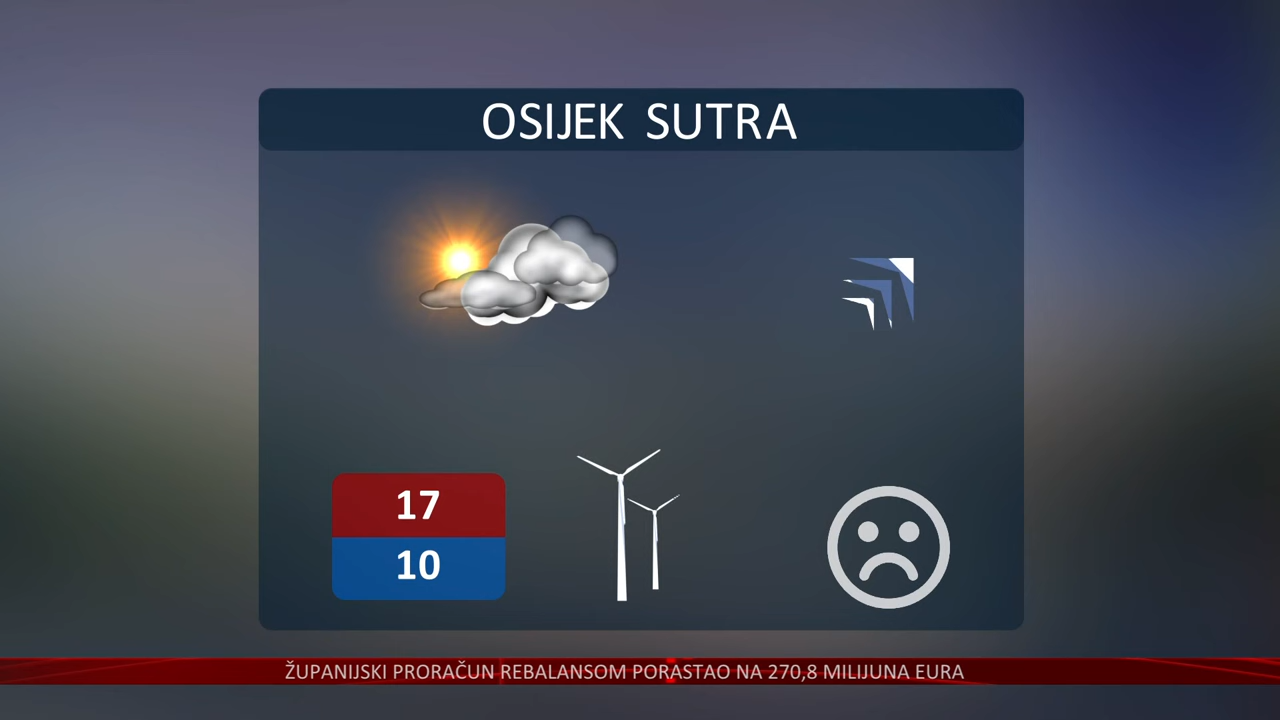 OSIJEK SUTRA
17
10
ŽUPANIJSKI PRORAČUN REBALANSOM PORASTAO NA 270,8 MILIJUNA EURA